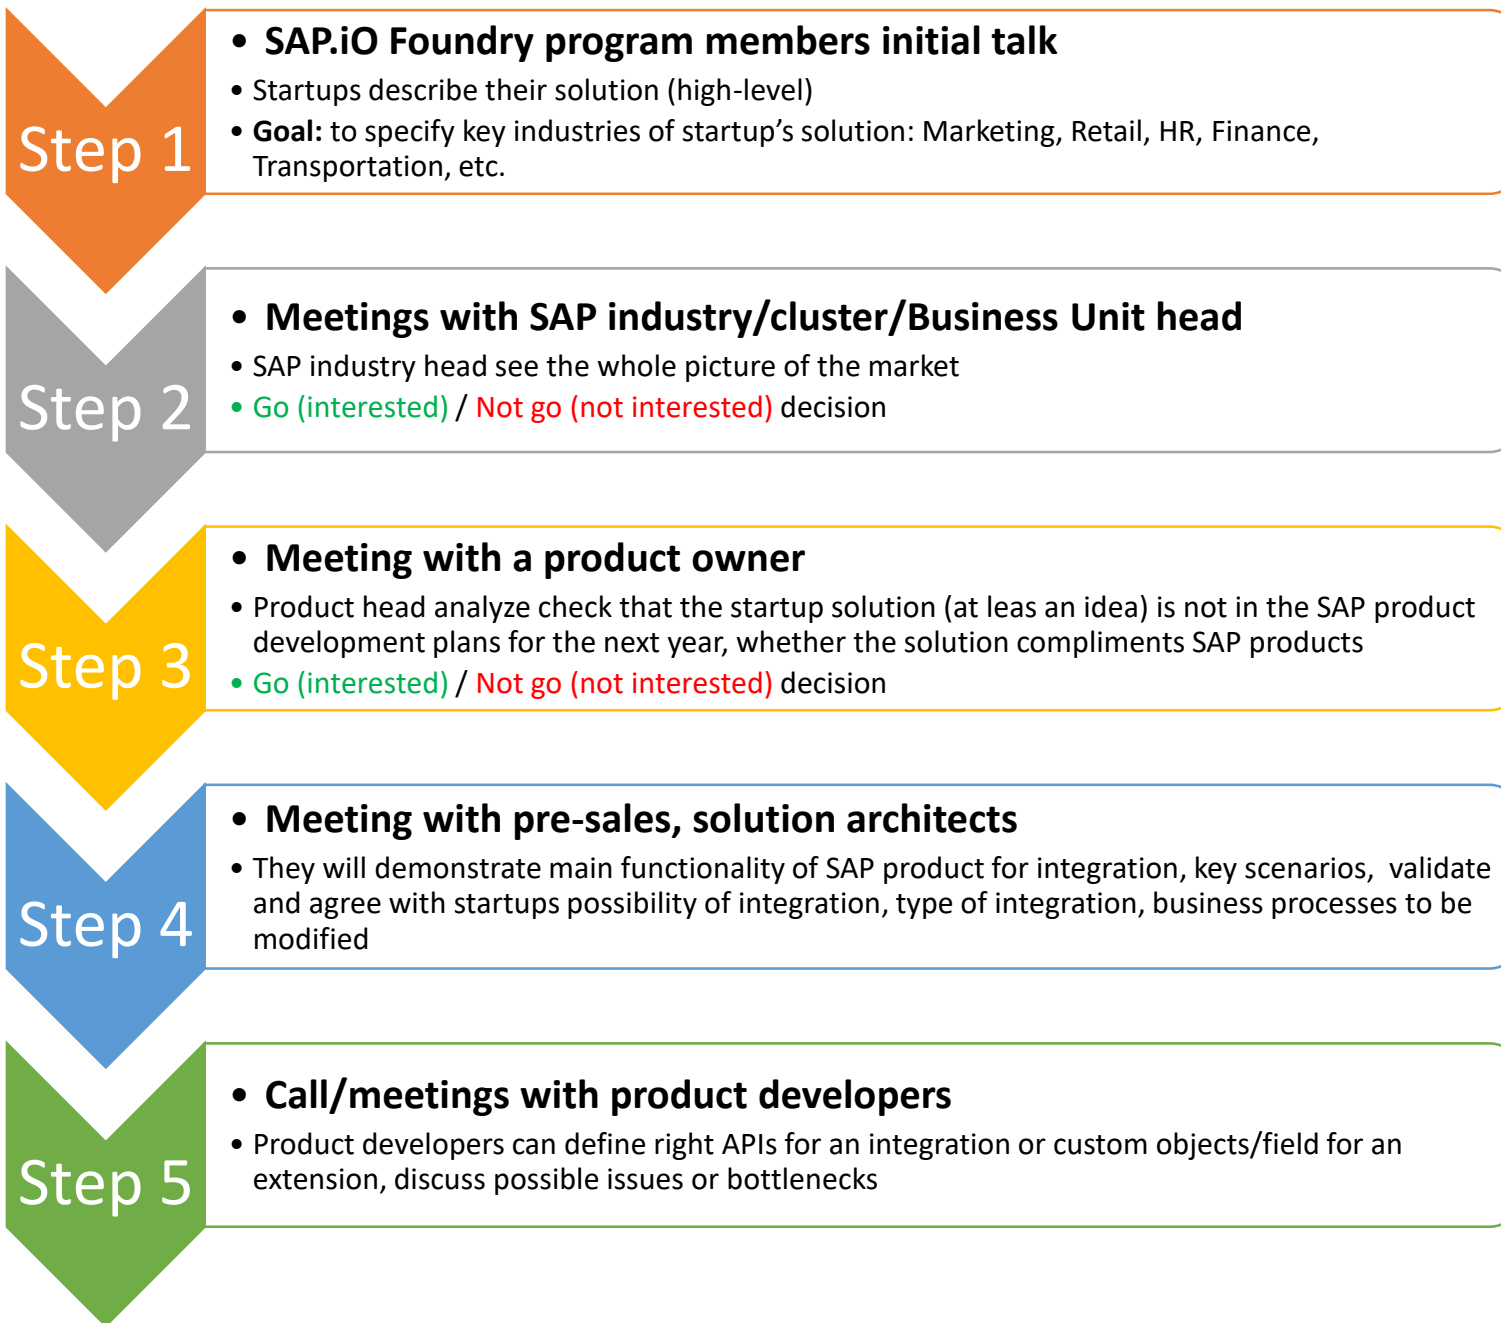 Step 1
• SAP.iO Foundry program members initial talk
• Startups describe their solution (high-level)
• Goal: to specify key industries of startup's solution: Marketing, Retail, HR, Finance,
Transportation, etc.
Step 2
• Meetings with SAP industry/cluster/Business Unit head
• SAP industry head see the whole picture of the market
• Go (interested) / Not go (not interested) decision
Step 3
• Meeting with a product owner
• Product head analyze check that the startup solution (at leas an idea) is not in the SAP product
development plans for the next year, whether the solution compliments SAP products
• Go (interested) / Not go (not interested) decision
Step 4
• Meeting with pre-sales, solution architects
• They will demonstrate main functionality of SAP product for integration, key scenarios,  validate
and agree with startups possibility of integration, type of integration, business processes to be
modified
Step 5
• Call/meetings with product developers
• Product developers can define right APIs for an integration or custom objects/field for an
extension, discuss possible issues or bottlenecks